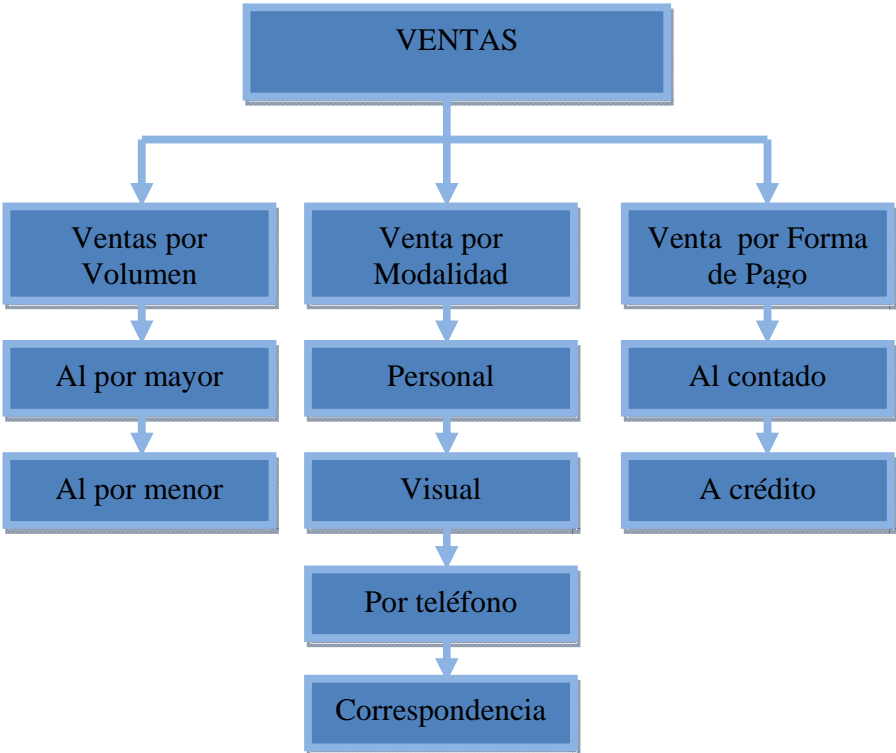 VENTAS
Ventas por
Volumen
Venta por
Modalidad
Venta por Forma
de Pago
Al por mayor
Personal
Al contado
Al por menor
Visual
A crédito
Por teléfono
Correspondencia